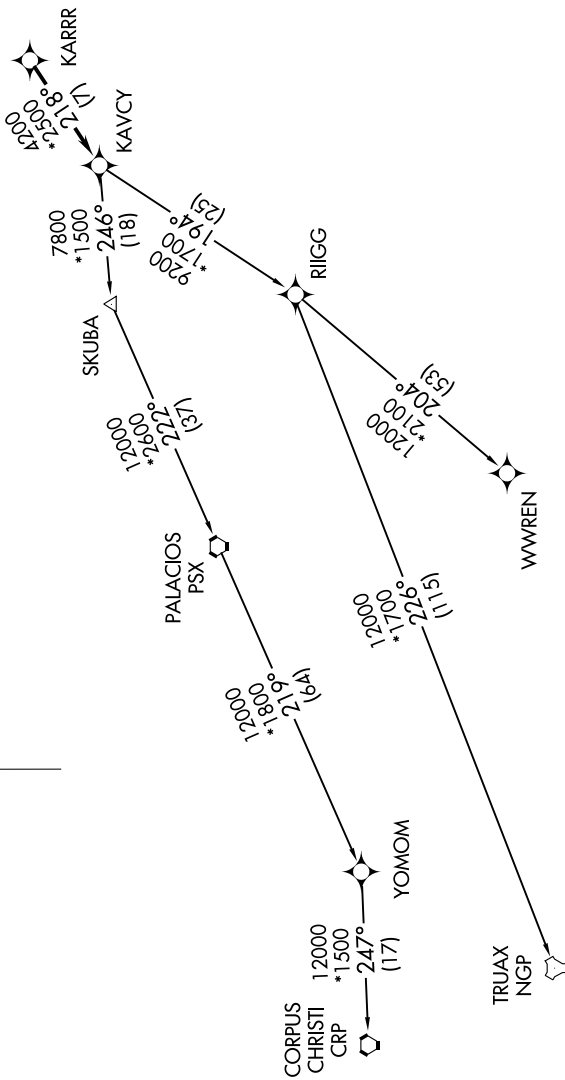 KARRR
4200
*2500
218°
(7)
KAVCY
7800
*1500
246°
(18)
SKUBA
9200
*1700
194°
(25)
RIIGG
12000
*2600
222°
(37)
PALACIOS
PSX
12000
*2100
204°
(53)
WWREN
12000
*1700
226°
(115)
12000
*1800
219°
(64)
YOMOM
12000
*1500
247°
(17)
CORPUS
CHRISTI
CRP
TRUAX
NGP